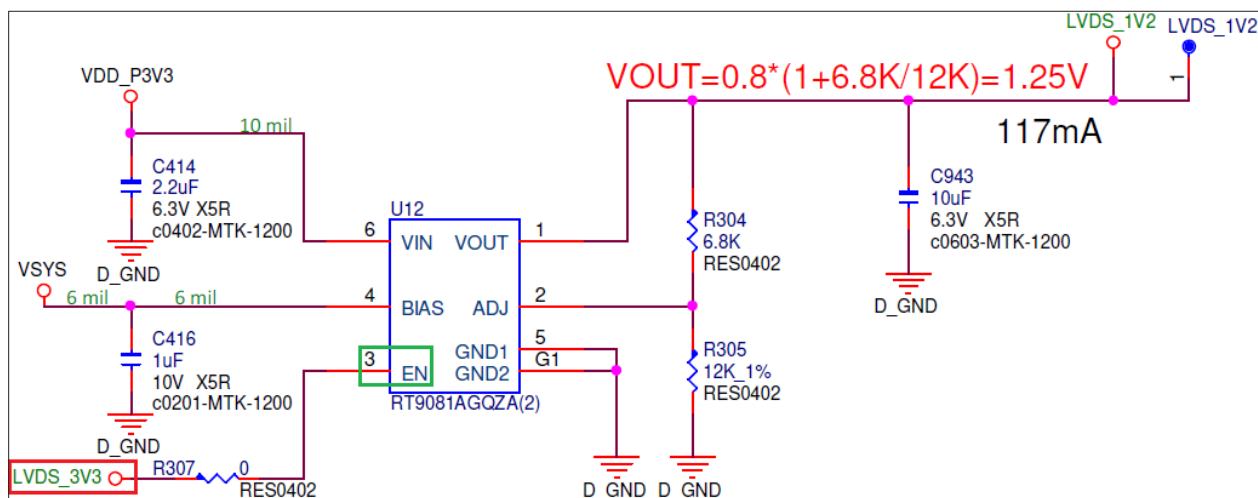 LVDS_1V2
LVDS_1V2
VOUT=0.8*(1+6.8K/12K)=1.25V
1
117mA
VDD_P3V3
10 mil
C414
2.2uF
6.3V X5R
c0402-MTK-1200
D_GND
VSYS
6 mil
6 mil
C416
1uF
10V X5R
c0201-MTK-1200
D_GND
LVDS_3V3
R307
0
RES0402
U12
6
VIN
VOUT
1
4
BIAS
ADJ
2
GND1
5
3
EN
GND2
G1
RT9081AGQZA(2)
R304
6.8K
RES0402
R305
12K_1%
RES0402
D_GND
D_GND
C943
10uF
6.3V X5R
c0603-MTK-1200
D_GND